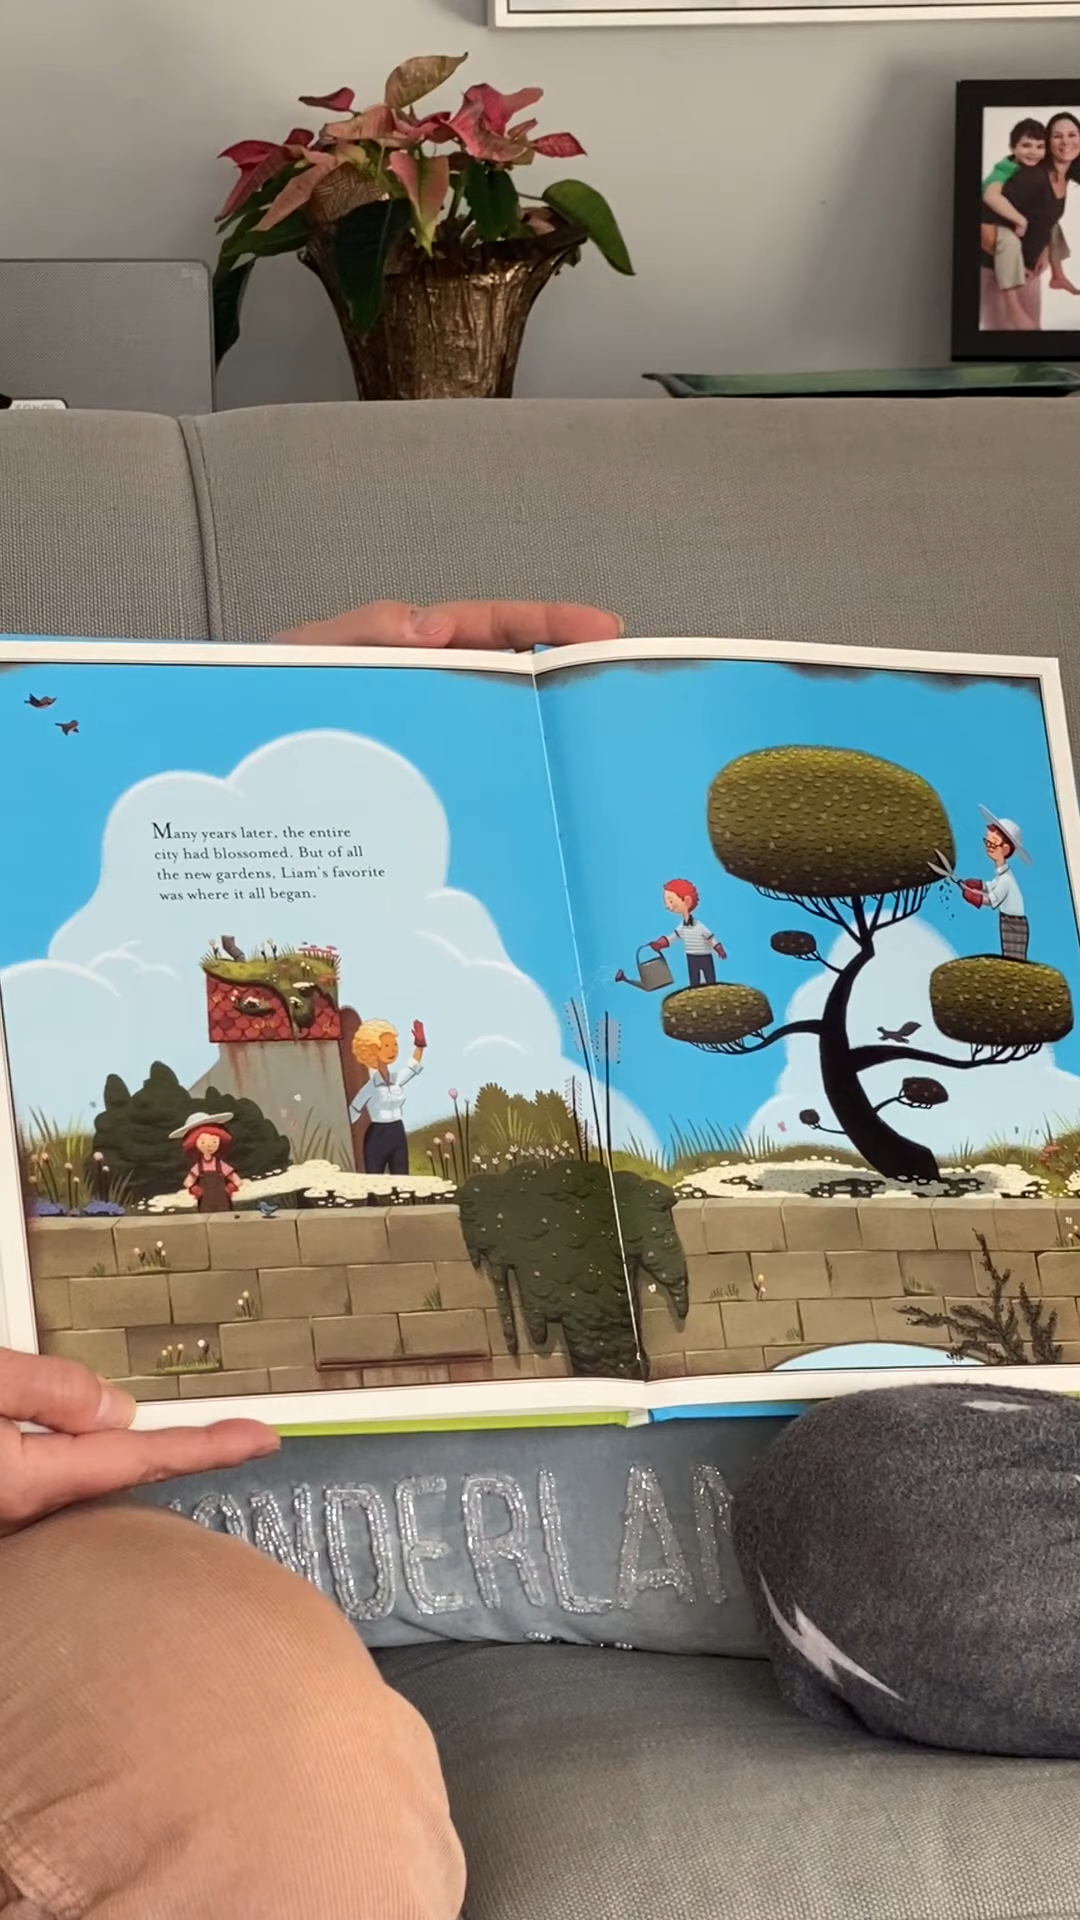 Many years later, the entire
city had blossomed. But of all
the new gardens, Liam's favorite
was where it all began.